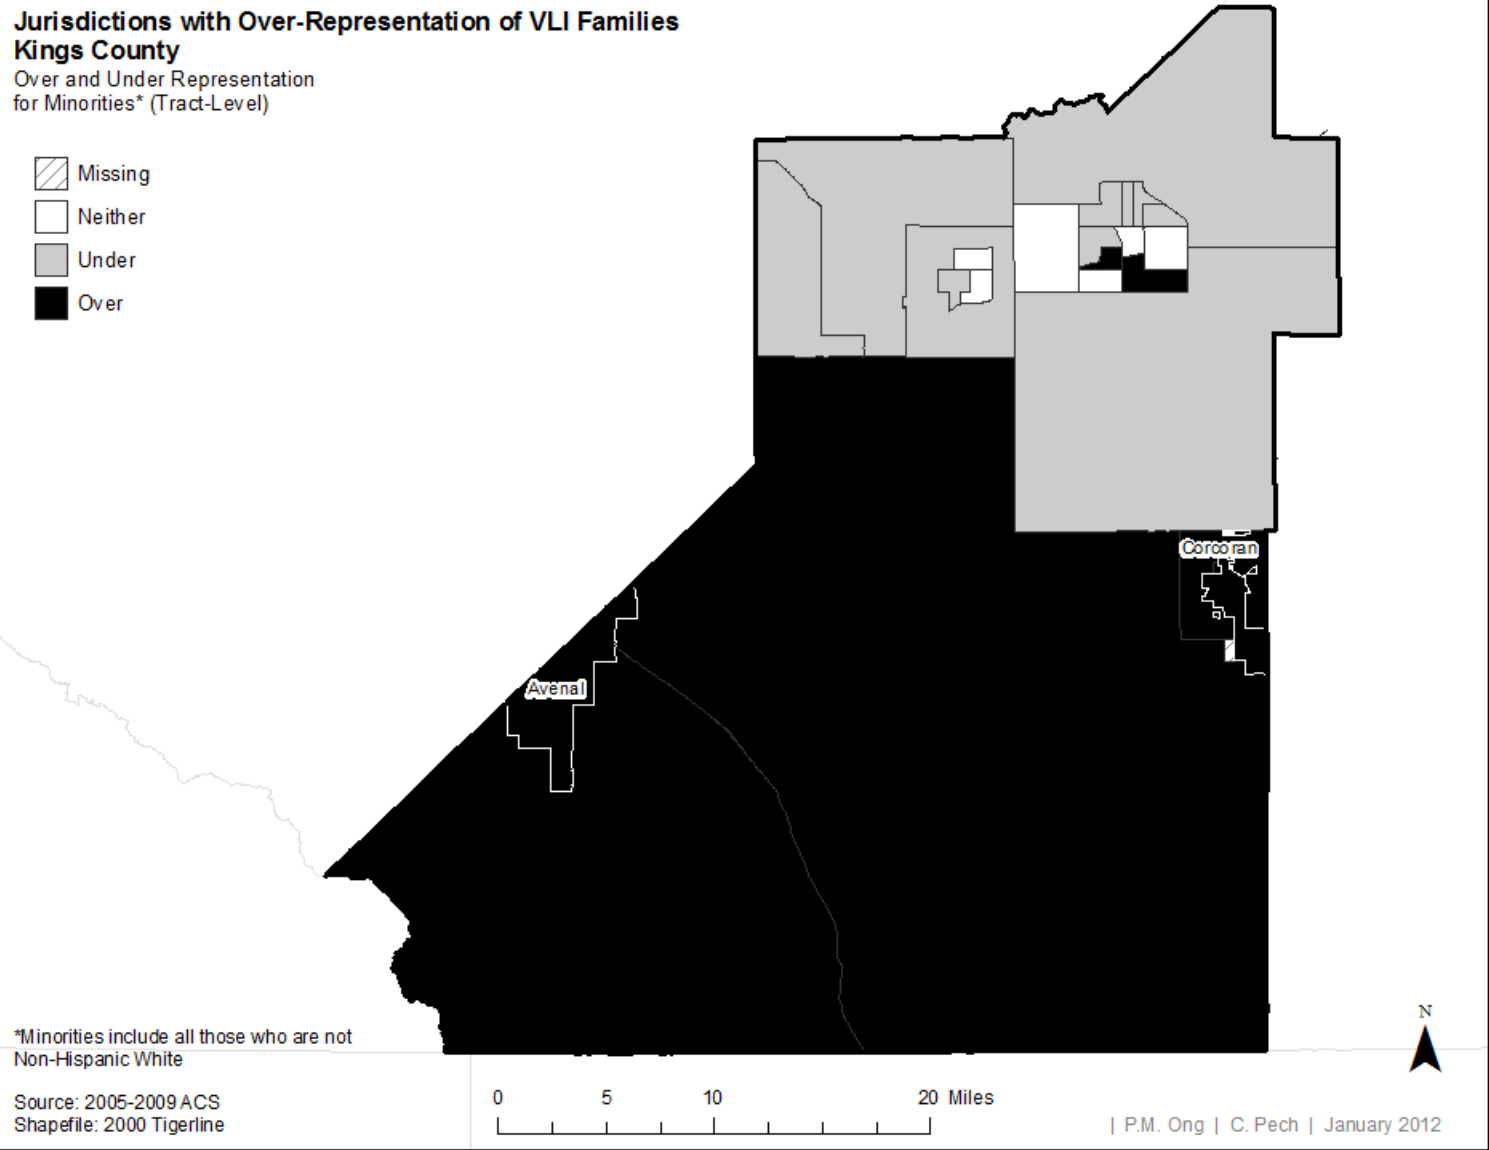 Jurisdictions with Over-Representation of VLI Families
Kings County
Over and Under Representation
for Minorities* (Tract-Level)
Missing
Neither
Under
Over
Corcoran
Avenal
*Minorities include all those who are not
Non-Hispanic White
Source: 2005-2009 ACS
Shapefile: 2000 Tigerline
0 5 10 20 Miles
N
| P.M. Ong | C. Pech | January 2012